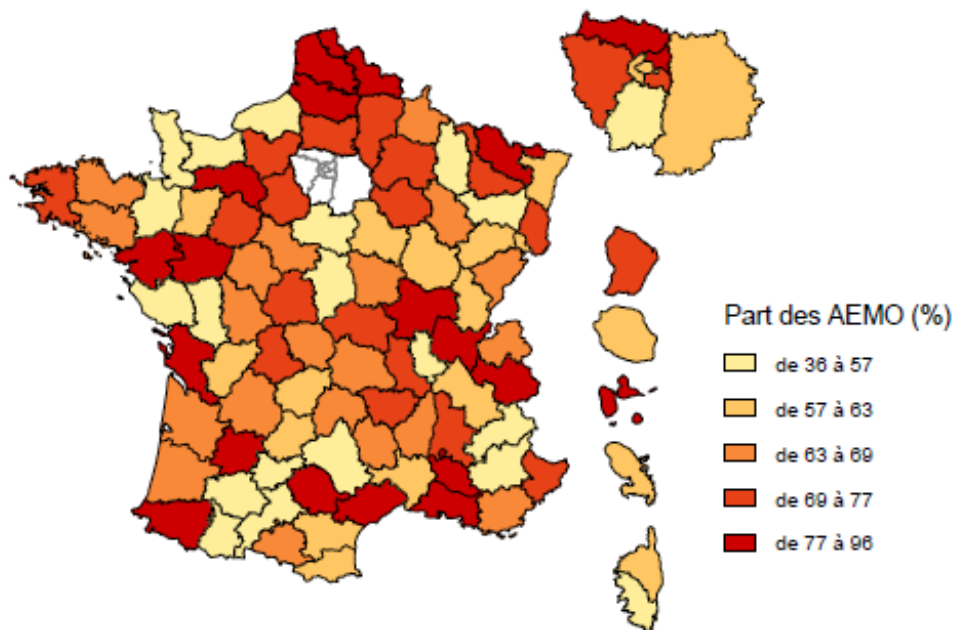 Part des AEMO (%)
de 36 à 57
de 57 à 63
de 63 à 69
de 69 à 77
de 77 à 96